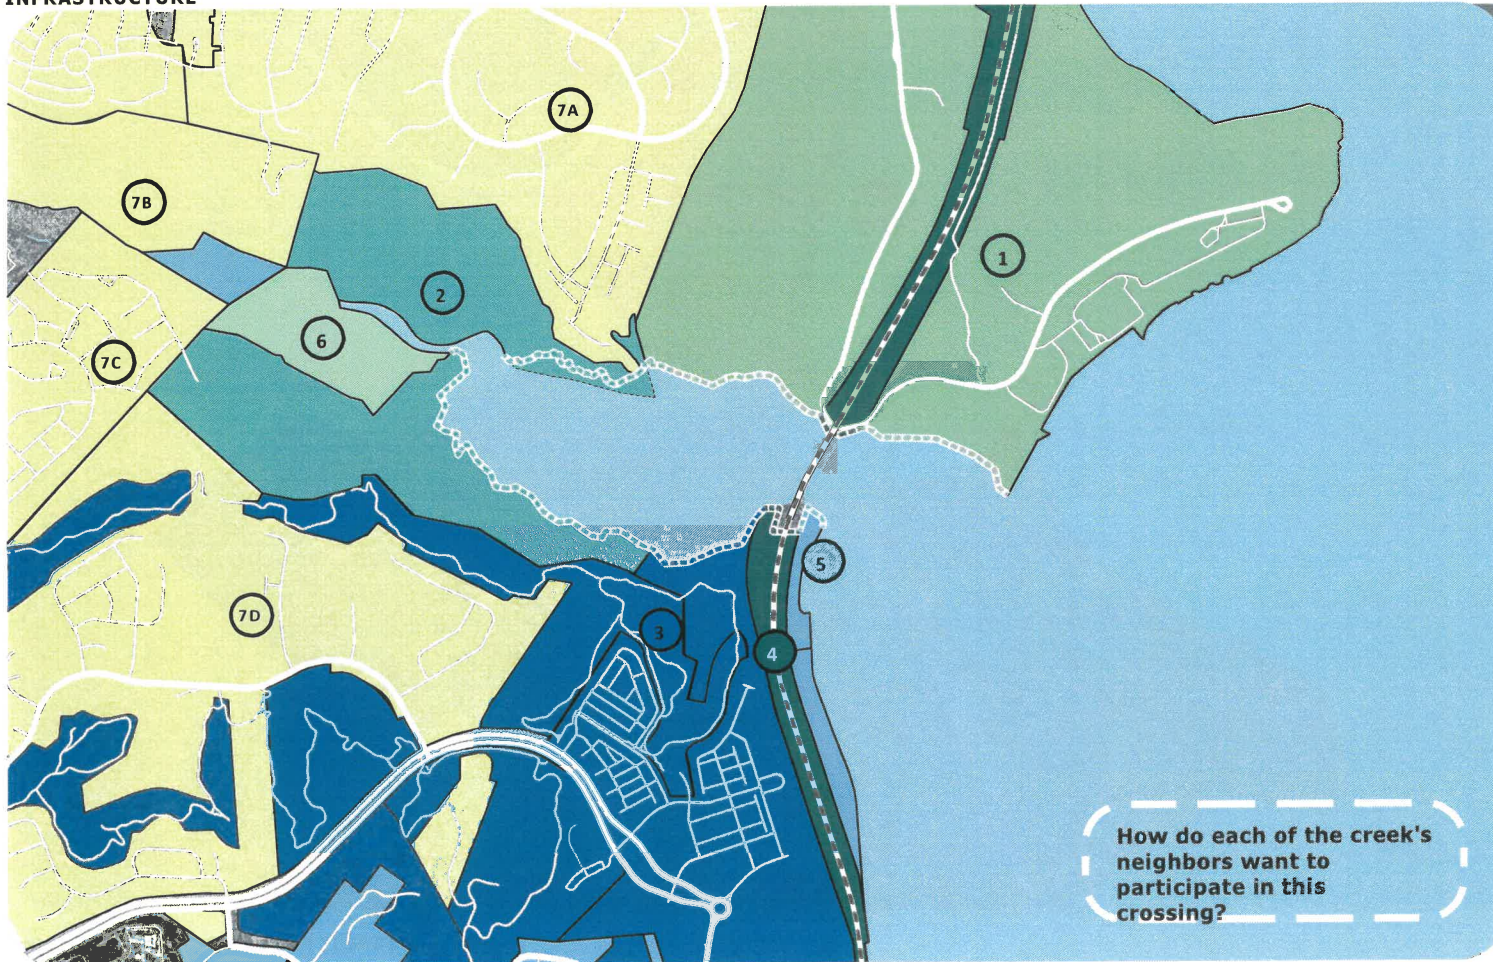 INFRASTRUCTURE
7A
7B
1
2
6
7C
5
7D
3
4
How do each of the creek's
neighbors want to
participate in this
crossing?